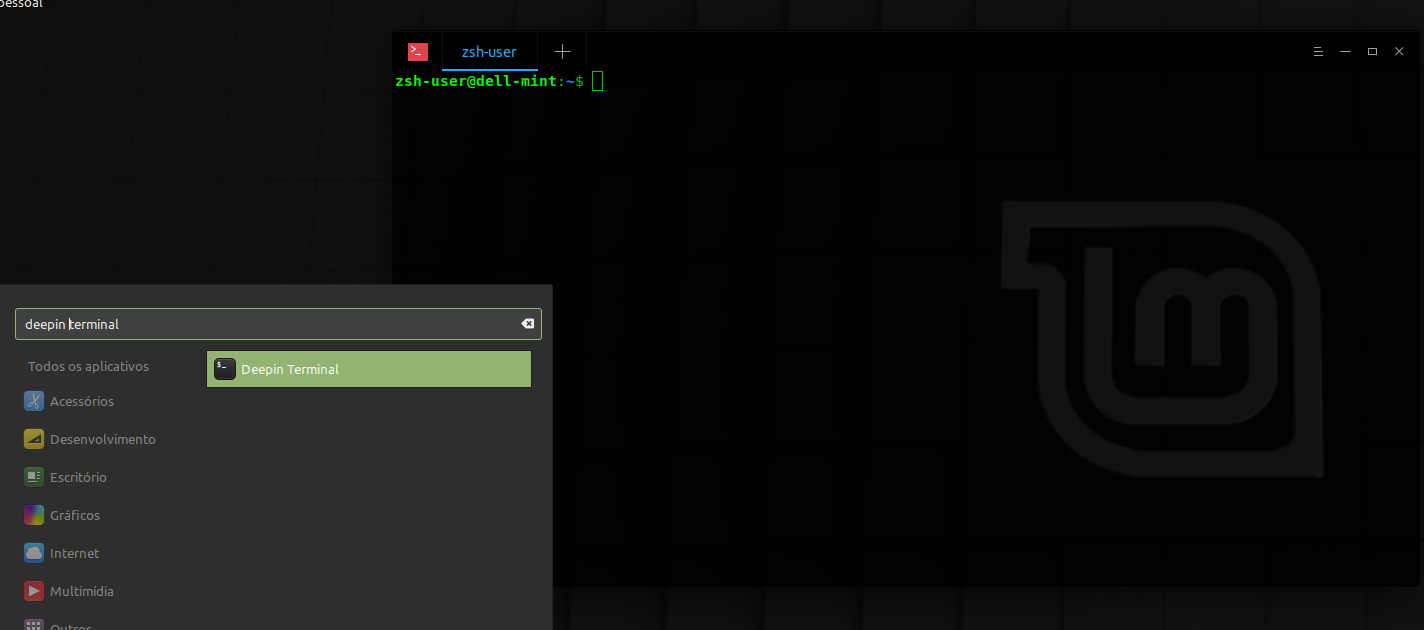 pessoal
zsh-user
zsh-user@dell-mint:~$
deepin terminal
Todos os aplicativos
Deepin Terminal
Acessórios
Desenvolvimento
Escritório
Gráficos
Internet
Multimídia
Outros